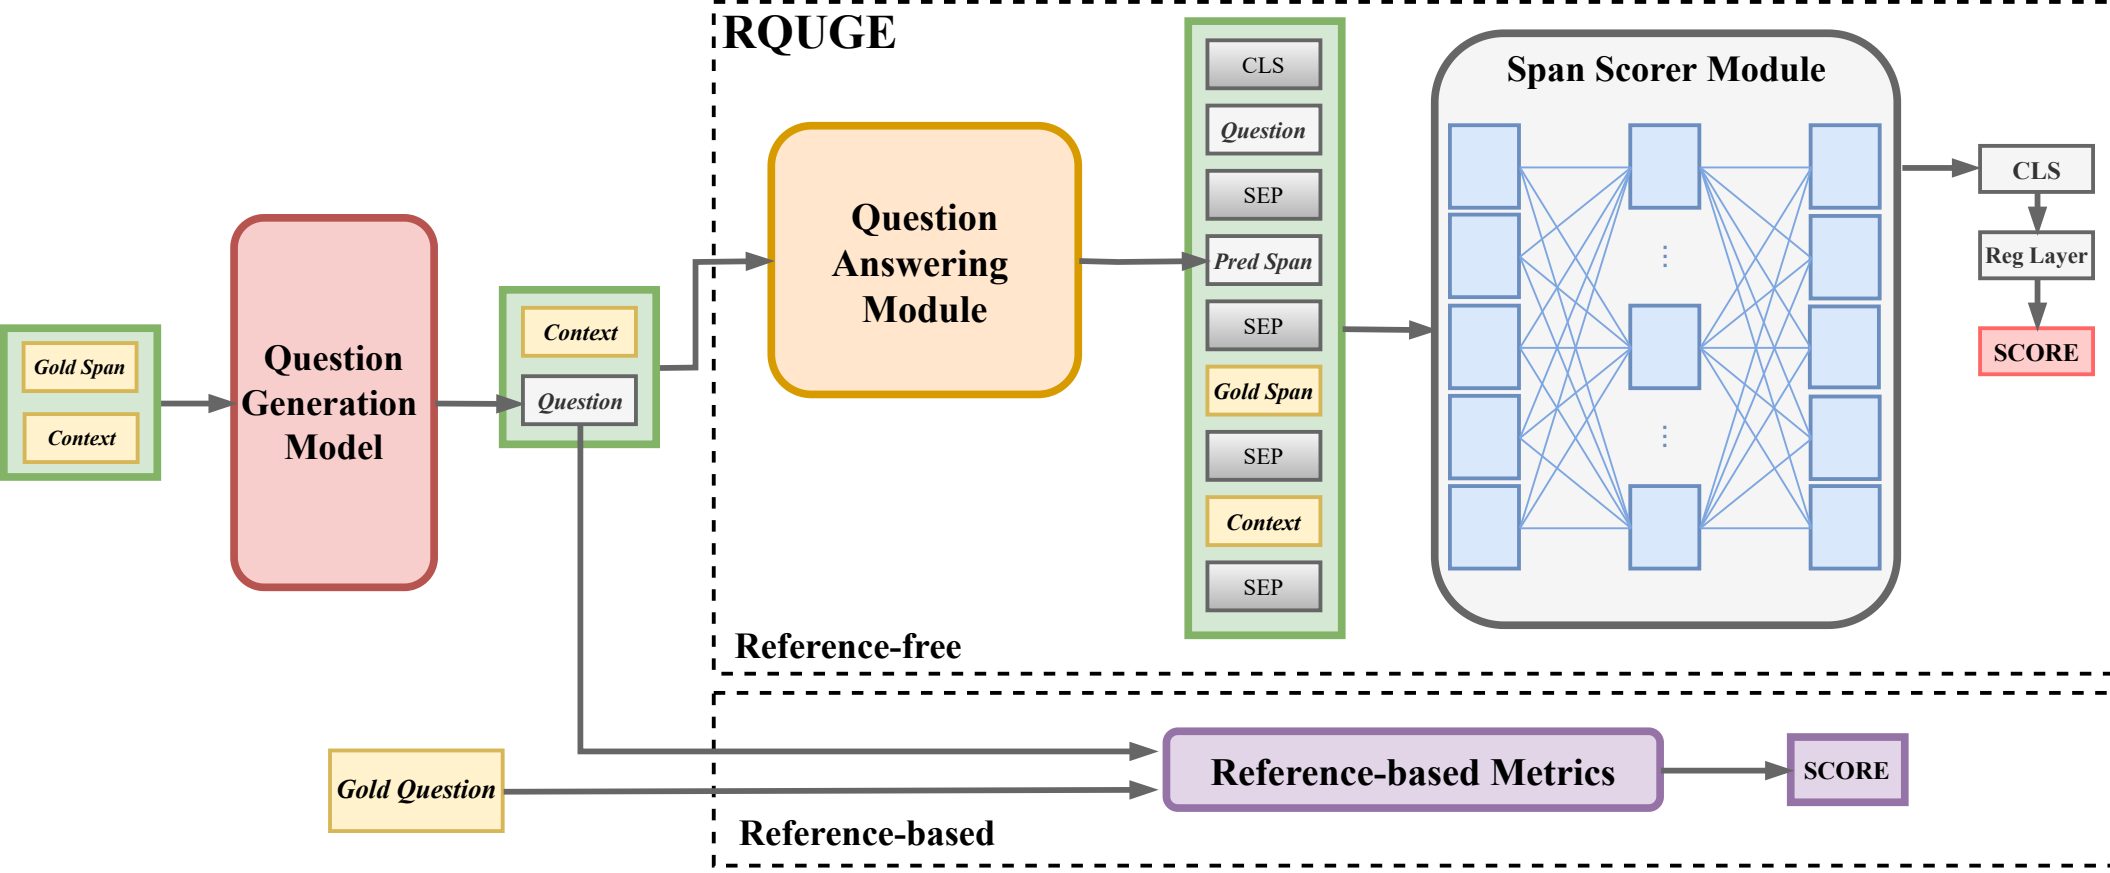 RQUGE
Gold Span
Context
Question
Generation
Model
Context
Question
Question
Answering
Module
CLS
Question
SEP
Pred Span
SEP
Gold Span
SEP
Context
SEP
Span Scorer Module
CLS
Reg Layer
SCORE
Reference-free
Gold Question
Reference-based Metrics
SCORE
Reference-based